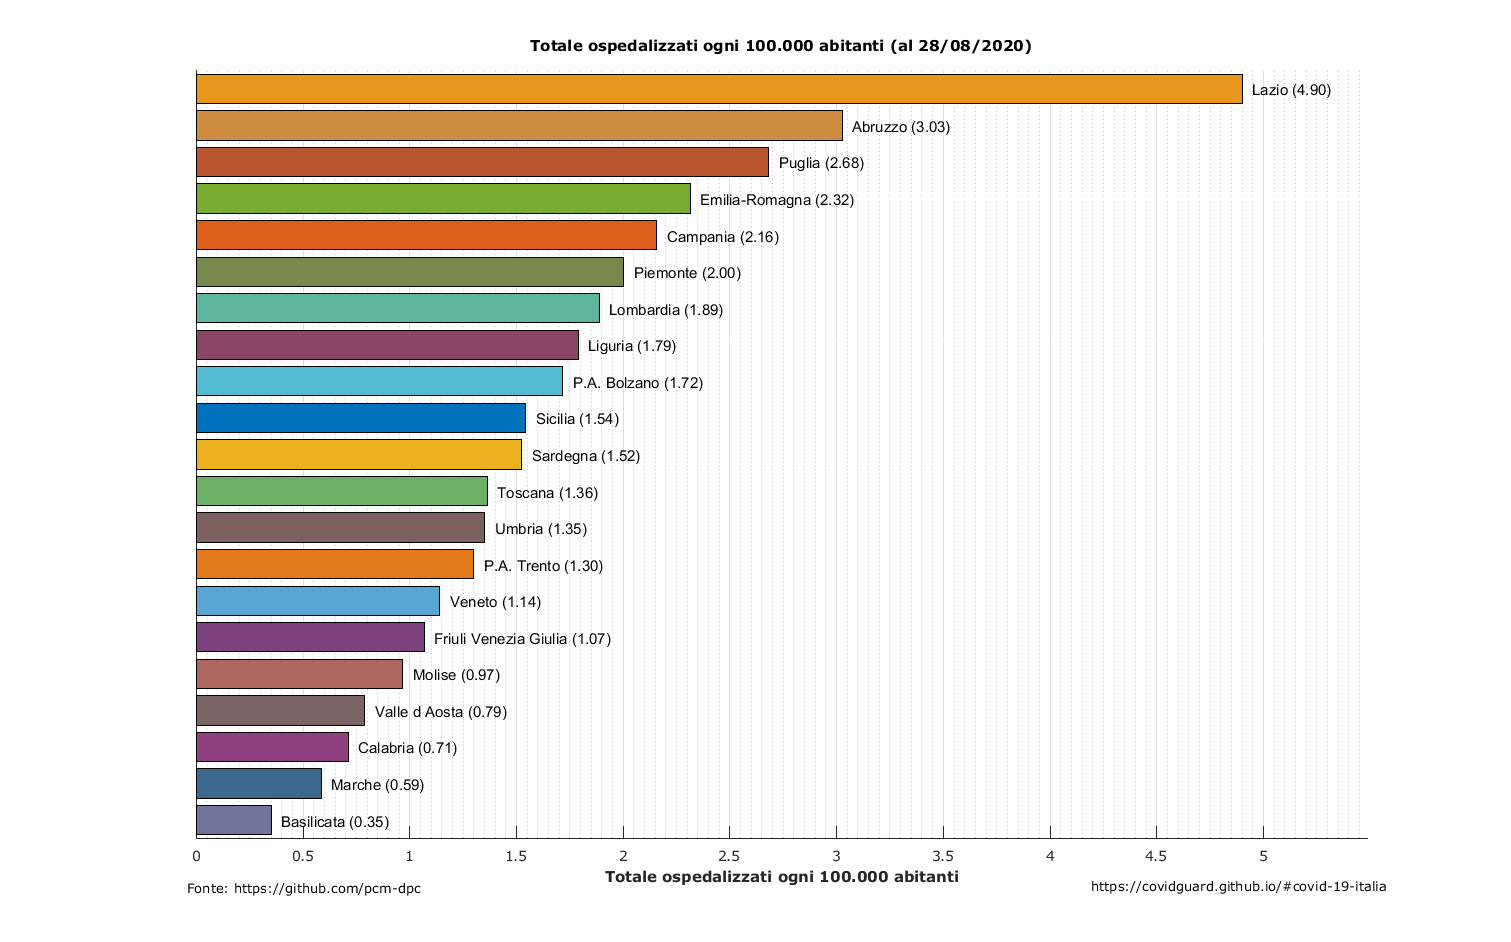 Totale ospedalizzati ogni 100.000 abitanti (al 28/08/2020)
Lazio (4.90)
Abruzzo (3.03)
Puglia (2.68)
Emilia-Romagna (2.32)
Campania (2.16)
Piemonte (2.00)
Lombardia (1.89)
Liguria (1.79)
P.A. Bolzano (1.72)
Sicilia (1.54)
Sardegna (1.52)
Toscana (1.36)
Umbria (1.35)
P.A. Trento (1.30)
Veneto (1.14)
Friuli Venezia Giulia (1.07)
Molise (0.97)
Valle d Aosta (0.79)
Calabria (0.71)
Marche (0.59)
Basilicata (0.35)
0 0.5 1 1.5 2 2.5 3 3.5 4 4.5 5
Totale ospedalizzati ogni 100.000 abitanti
Fonte: https://github.com/pcm-dpc
https://covidguard.github.io/#covid-19-italia